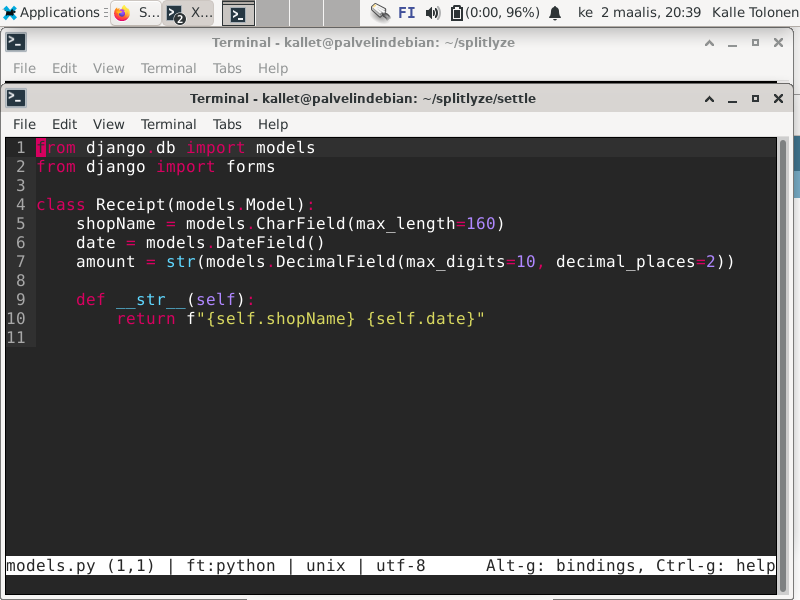 Applications S... 2 X... FI (0:00, 96%) ke 2 maalis, 20:39 Kalle Tolonen
Terminal - kallet@palvelindebian: ~/splitlyze
File Edit View Terminal Tabs Help
Terminal - kallet@palvelindebian: ~/splitlyze/settle
File Edit View Terminal Tabs Help
1 from django.db import models
2 from django import forms
3
4 class Receipt(models.Model):
5     shopName = models.CharField(max_length=160)
6     date = models.DateField()
7     amount = str(models.DecimalField(max_digits=10, decimal_places=2))
8
9     def __str__(self):
10         return f"{self.shopName} {self.date}"
11
models.py (1,1) | ft:python | unix | utf-8 Alt-g: bindings, Ctrl-g: help